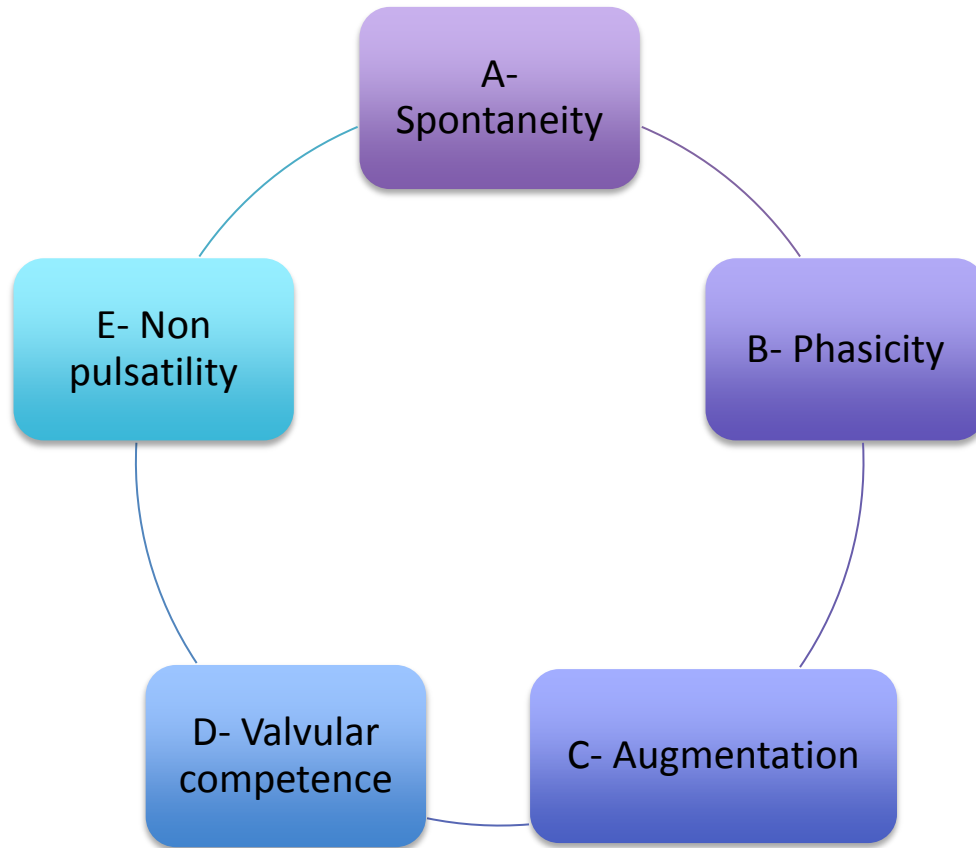 A-
Spontaneity
B- Phasicity
C- Augmentation
D- Valvular
competence
E- Non
pulsatility